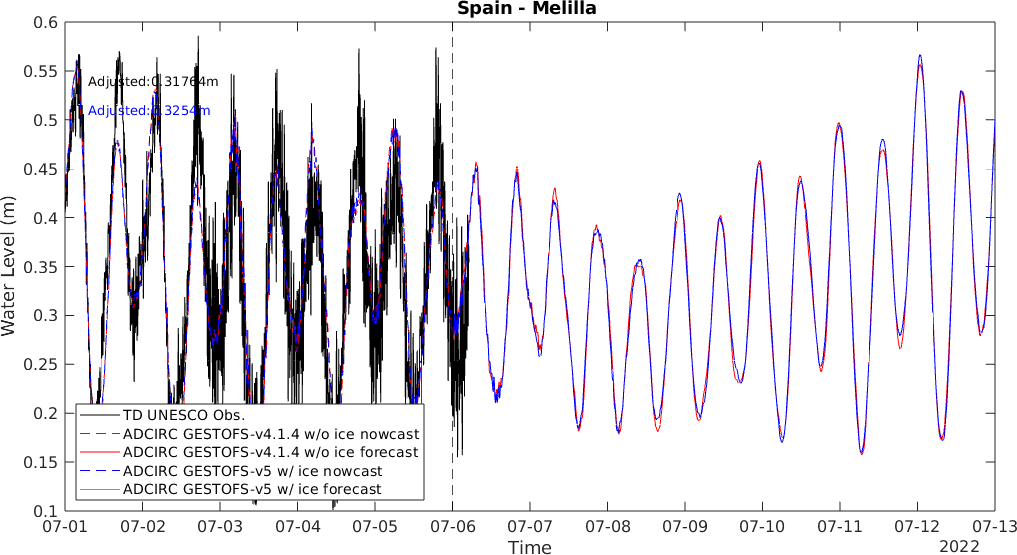 Spain - Melilla
0.6
0.55
0.5
0.45
0.4
0.35
0.3
0.25
0.2
0.15
0.1
Water Level (m)
Adjusted:0.31764m
Adjusted:0.3254m
TD UNESCO Obs.
ADCIRC GESTOFS-v4.1.4 w/o ice nowcast
ADCIRC GESTOFS-v4.1.4 w/o ice forecast
ADCIRC GESTOFS-v5 w/ ice nowcast
ADCIRC GESTOFS-v5 w/ ice forecast
07-01 07-02 07-03 07-04 07-05 07-06 07-07 07-08 07-09 07-10 07-11 07-12 07-13
Time
2022